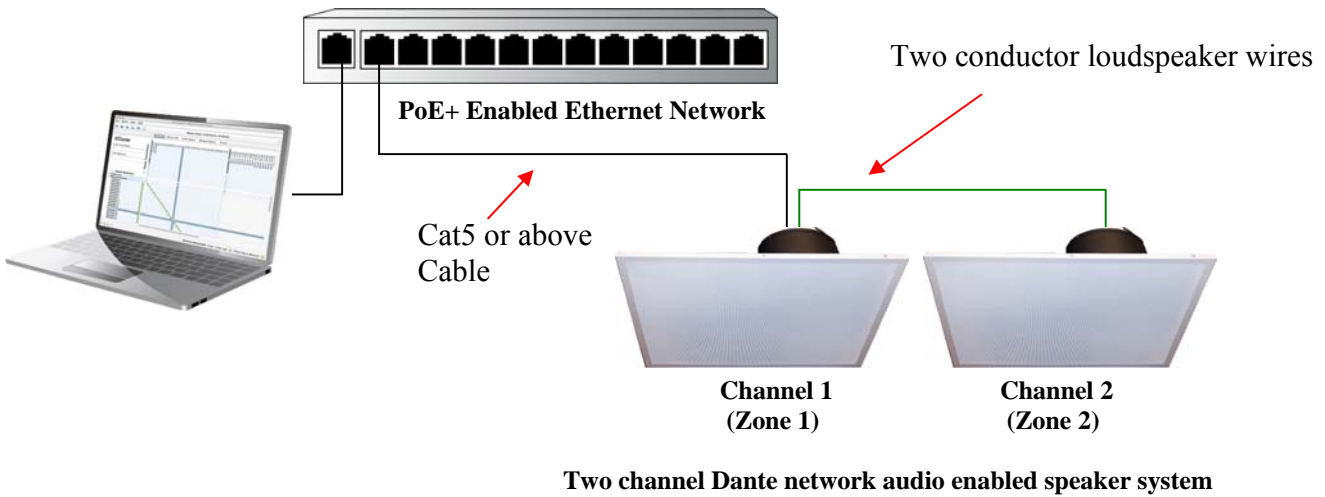 Two conductor loudspeaker wires
PoE+ Enabled Ethernet Network
Cat5 or above
Cable
Channel 1
(Zone 1)
Channel 2
(Zone 2)
Two channel Dante network audio enabled speaker system